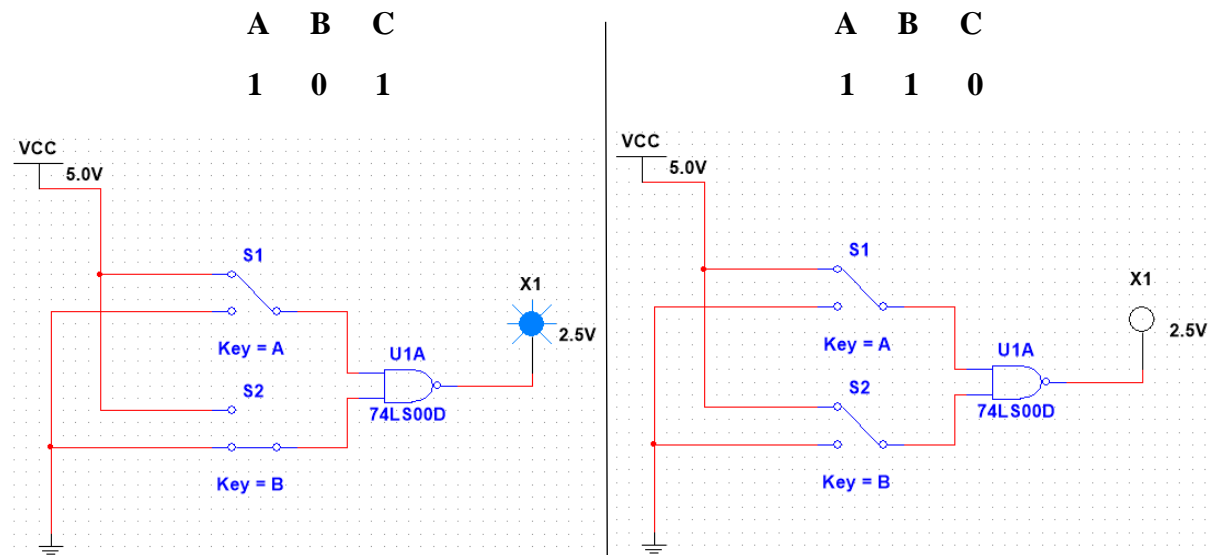 A B C
1 0 1
VCC
5.0V
S1
X1
2.5V
Key = A
U1A
S2
74LS00D
Key = B
A B C
1 1 0
VCC
5.0V
S1
X1
2.5V
Key = A
U1A
S2
74LS00D
Key = B